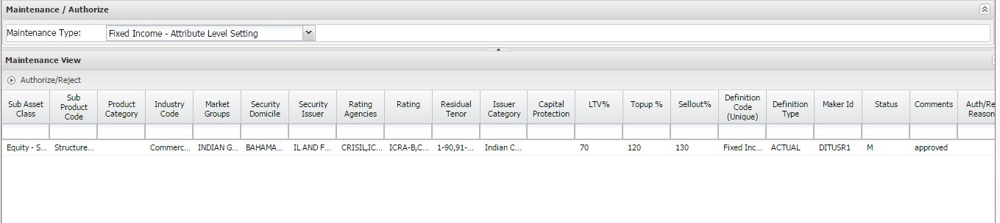 Maintenance / Authorize
Maintenance Type: Fixed Income - Attribute Level Setting
Maintenance View
Authorize/Reject
Sub Asset Class Sub Product Code Product Category Industry Code Market Groups Security Domicile Security Issuer Rating Agencies Rating Residual Tenor Issuer Category Capital Protection LTV% Topup % Sellout% Definition Code (Unique) Definition Type Maker Id Status Comments Auth/Re Reason
Equity - S... Structure... Commerc... INDIAN G... BAHAMA... IL AND F... CRISIL,IC... ICRA-B,C... 1-90,91-... Indian C... 70 120 130 Fixed Inc... ACTUAL DITUSR1 M approved